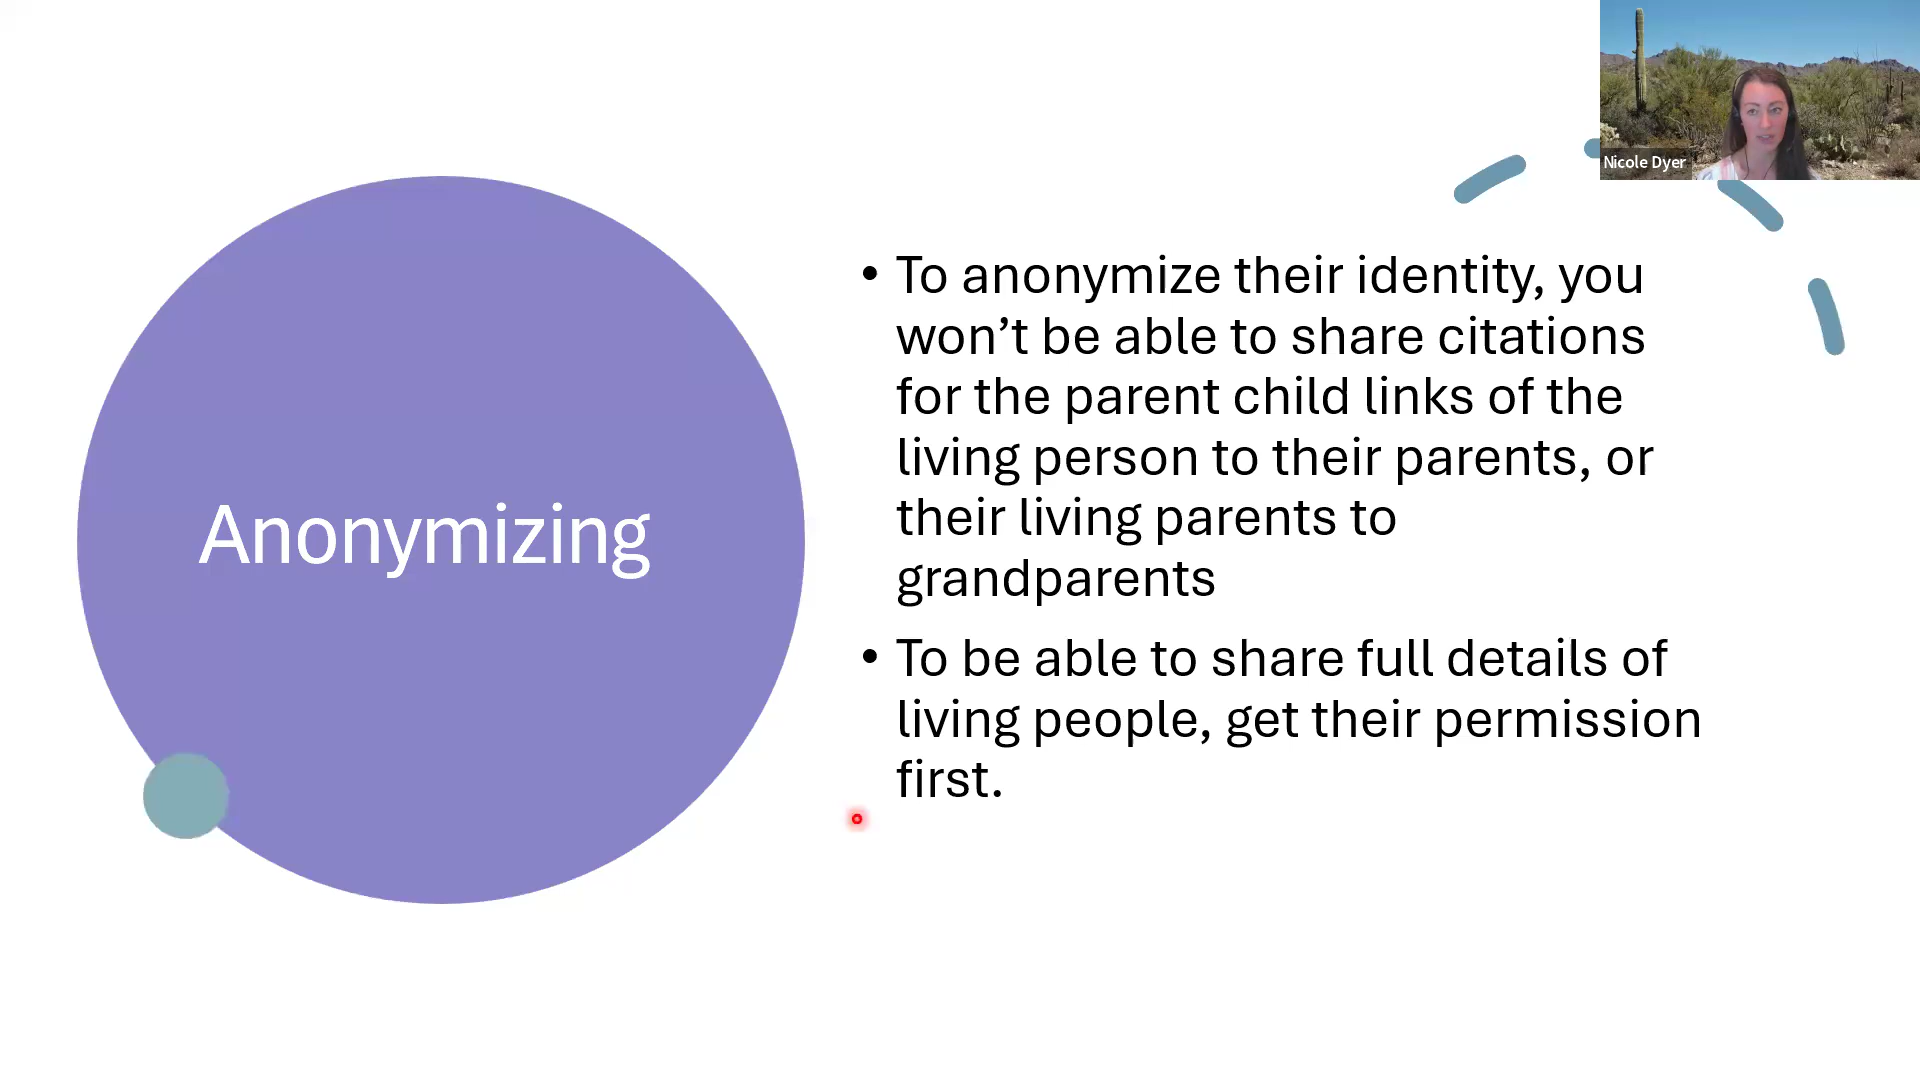 Nicole Dyer
Anonymizing
• To anonymize their identity, you
won’t be able to share citations
for the parent child links of the
living person to their parents, or
their living parents to
grandparents
• To be able to share full details of
living people, get their permission
first.